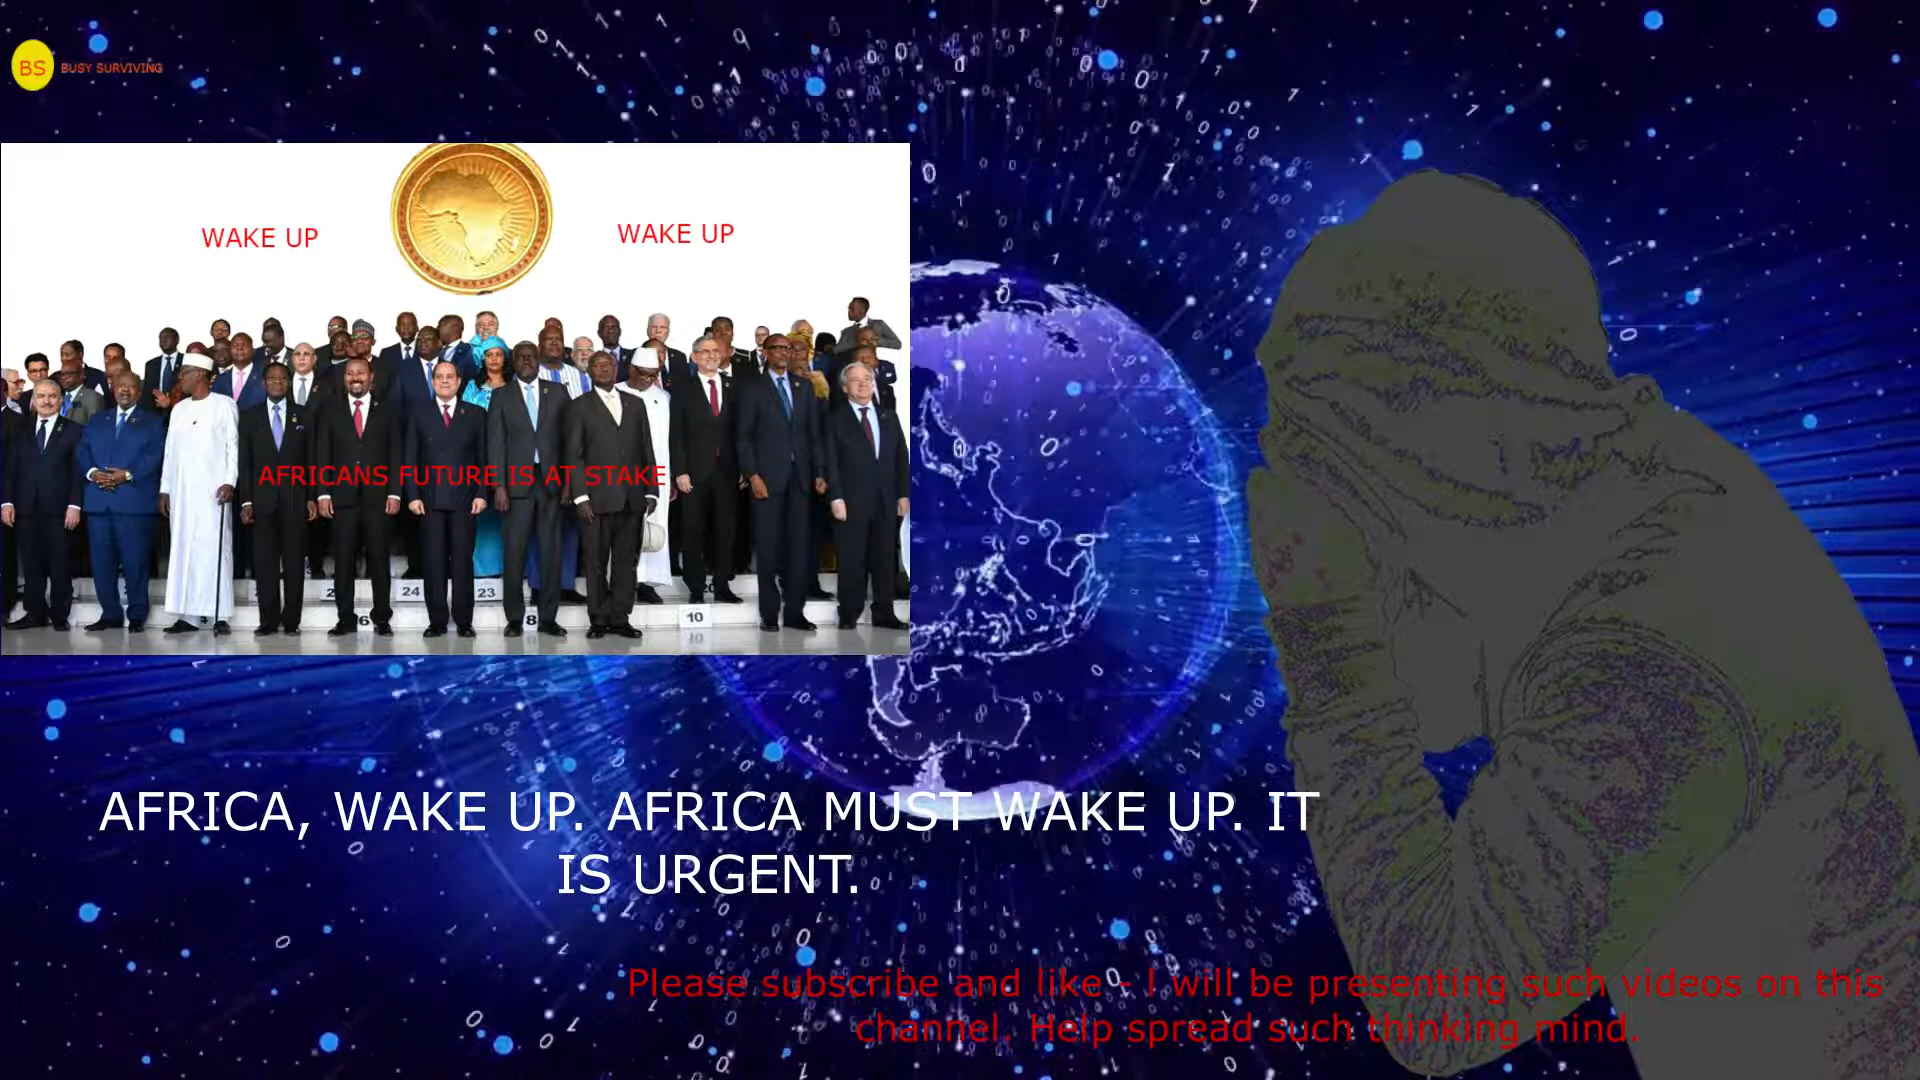 BS BUSY SURVIVING
WAKE UP
WAKE UP
AFRICANS FUTURE IS AT STAKE
24
23
6
8
10
AFRICA, WAKE UP. AFRICA MUST WAKE UP. IT
IS URGENT.
Please subscribe and like - I will be presenting such videos on this
channel. Help spread such thinking mind.